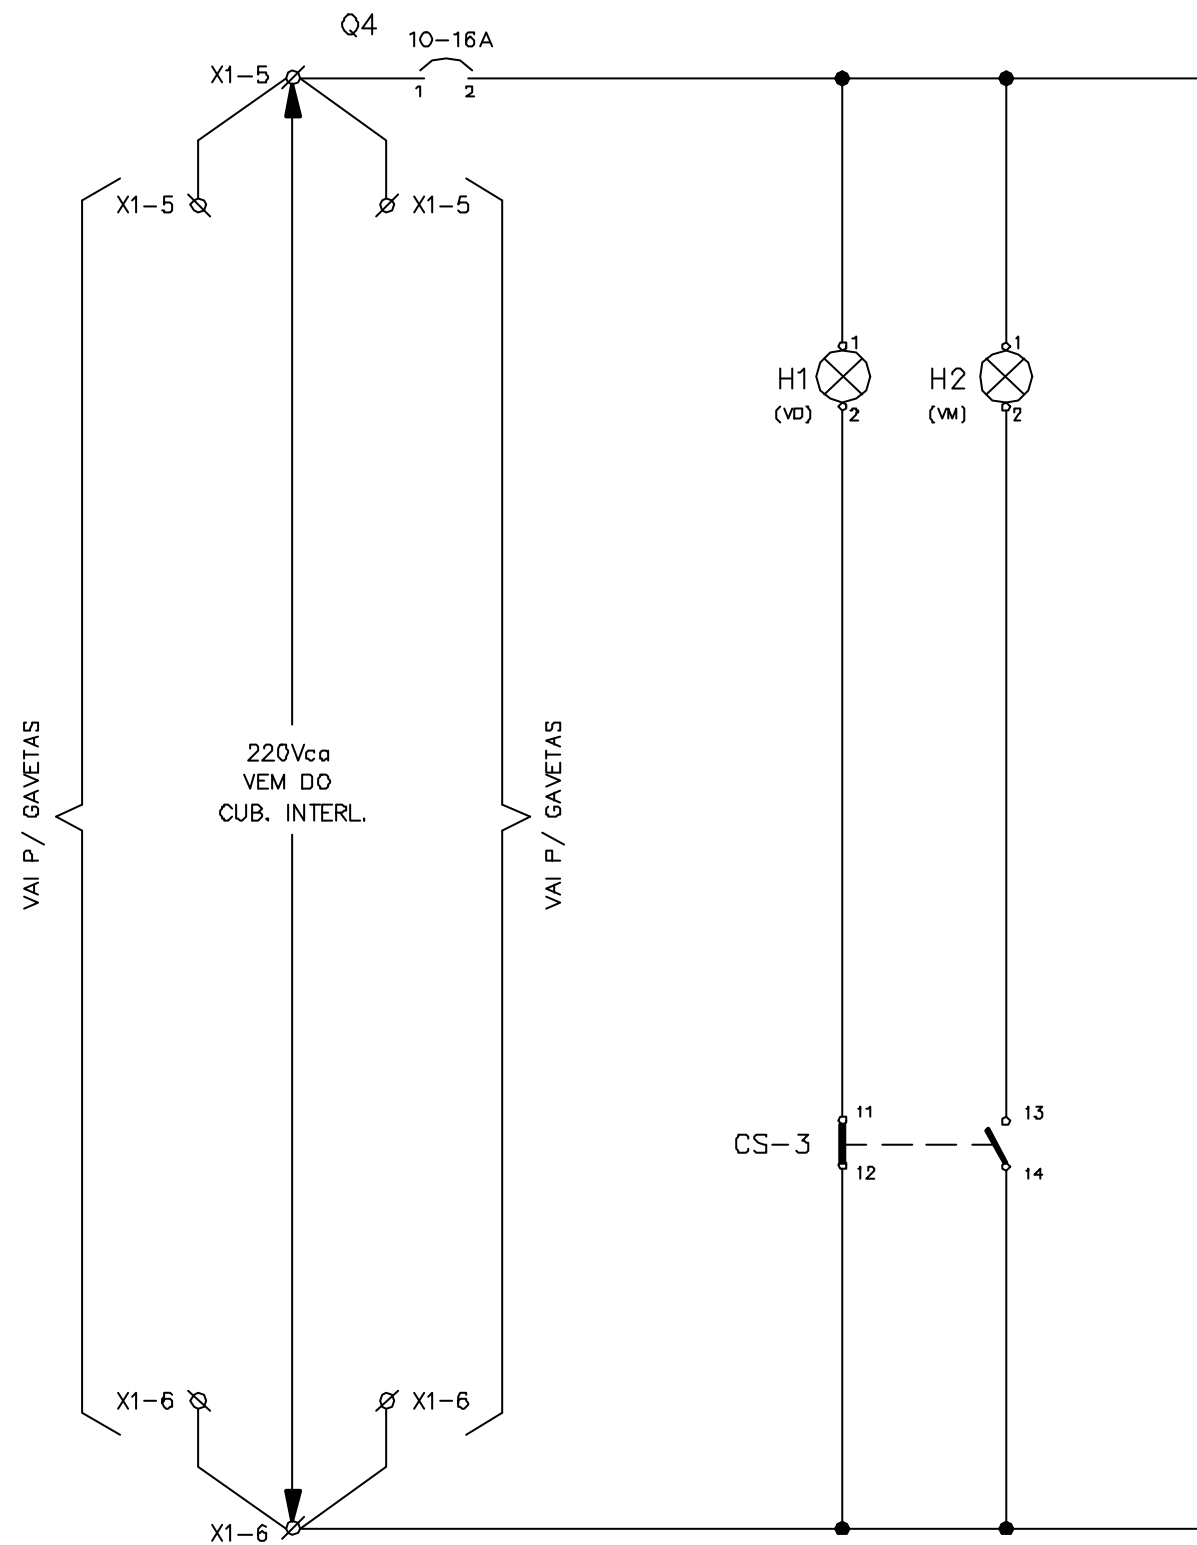 Q4
10-16A
X1-5
1
2
X1-5
X1-5
1
H1
(VD)
2
1
H2
(VM)
2
VAI P/ GAVETAS
220Vca
VEM DO
CUB. INTERL.
VAI P/ GAVETAS
11
CS-3
12
13
14
X1-6
X1-6
X1-6